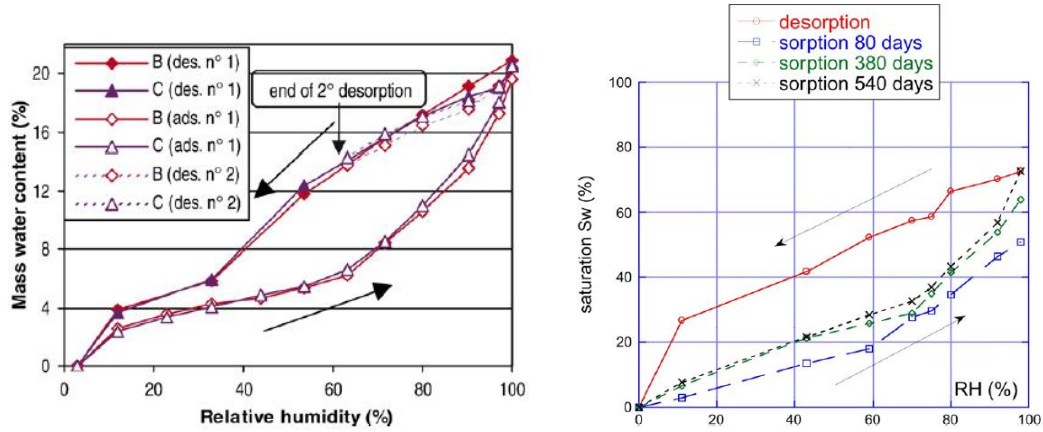 B (des. n° 1)
C (des. n° 1)
B (ads. n° 1)
C (ads. n° 1)
B (des. n° 2)
C (des. n° 2)
end of 2° desorption
Mass water content (%)
20
16
12
8
4
0
0
20
40
60
80
100
Relative humidity (%)
desorption
sorption 80 days
sorption 380 days
sorption 540 days
saturation Sw (%)
100
80
60
40
20
0
0
20
40
60
80
100
RH (%)